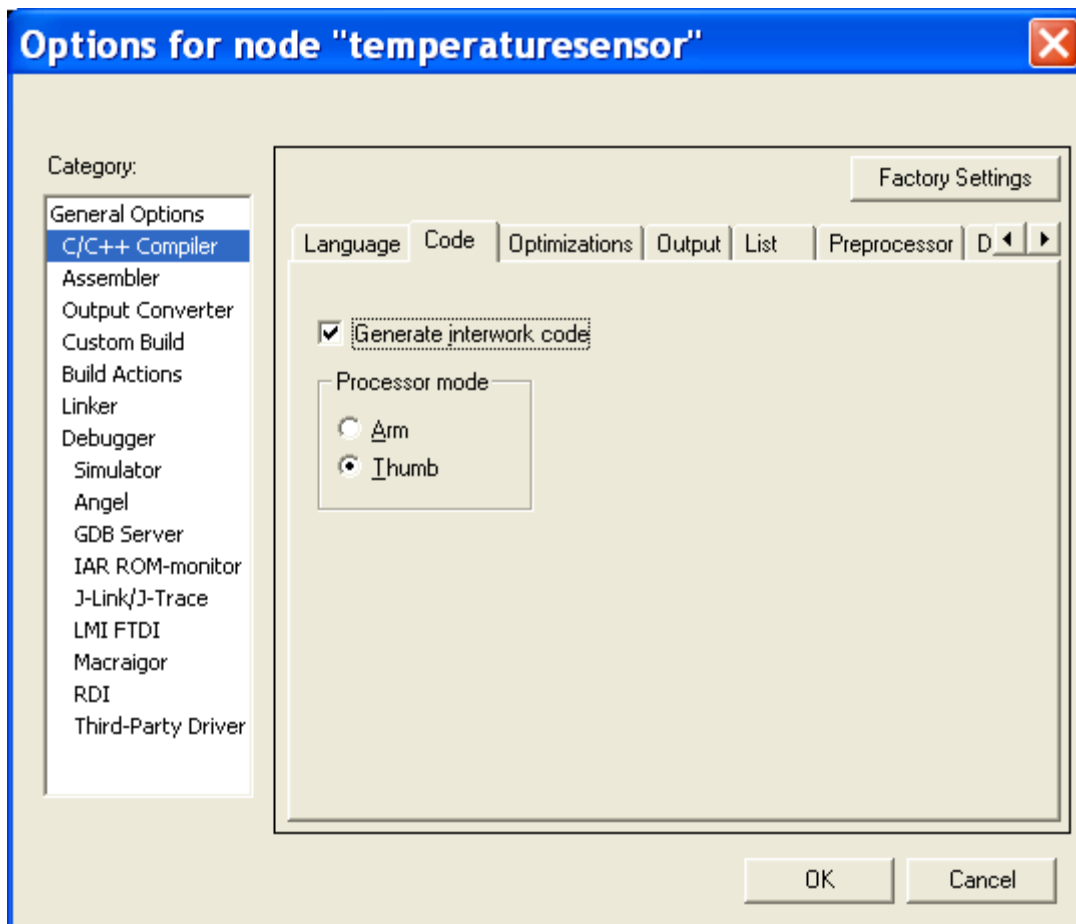 Options for node "temperaturesensor"
Category:
Factory Settings
General Options
C/C++ Compiler
Assembler
Output Converter
Custom Build
Build Actions
Linker
Debugger
Simulator
Angel
GDB Server
IAR ROM-monitor
J-Link/J-Trace
LMI FTDI
Macraigor
RDI
Third-Party Driver
Language Code Optimizations Output List Preprocessor D
Generate interwork code
Processor mode
Arm
Thumb
OK Cancel